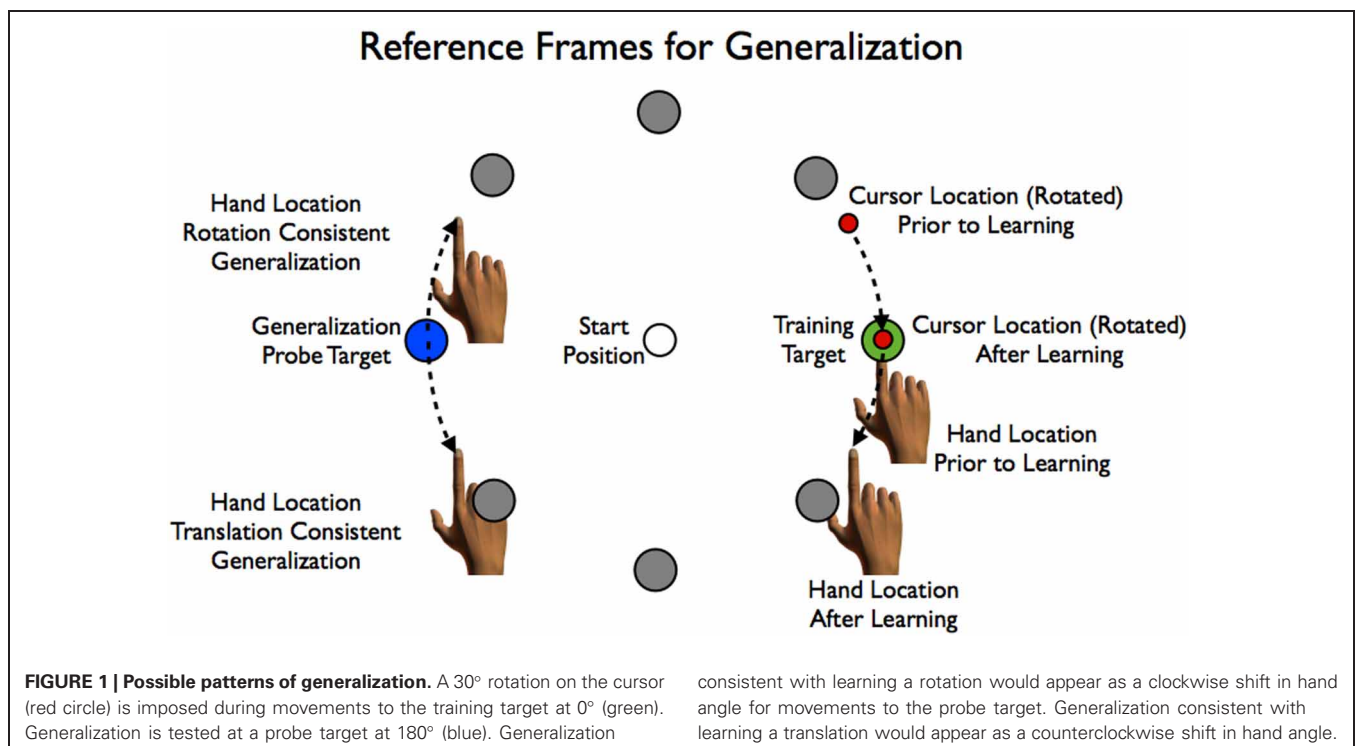 Reference Frames for Generalization
Hand Location
Rotation Consistent
Generalization
Cursor Location (Rotated)
Prior to Learning
Generalization
Probe Target
Start
Position
Training
Target
Cursor Location (Rotated)
After Learning
Hand Location
Prior to Learning
Hand Location
Translation Consistent
Generalization
Hand Location
After Learning
FIGURE 1 | Possible patterns of generalization. A 30° rotation on the cursor
(red circle) is imposed during movements to the training target at 0° (green).
Generalization is tested at a probe target at 180° (blue). Generalization
consistent with learning a rotation would appear as a clockwise shift in hand
angle for movements to the probe target. Generalization consistent with
learning a translation would appear as a counterclockwise shift in hand angle.